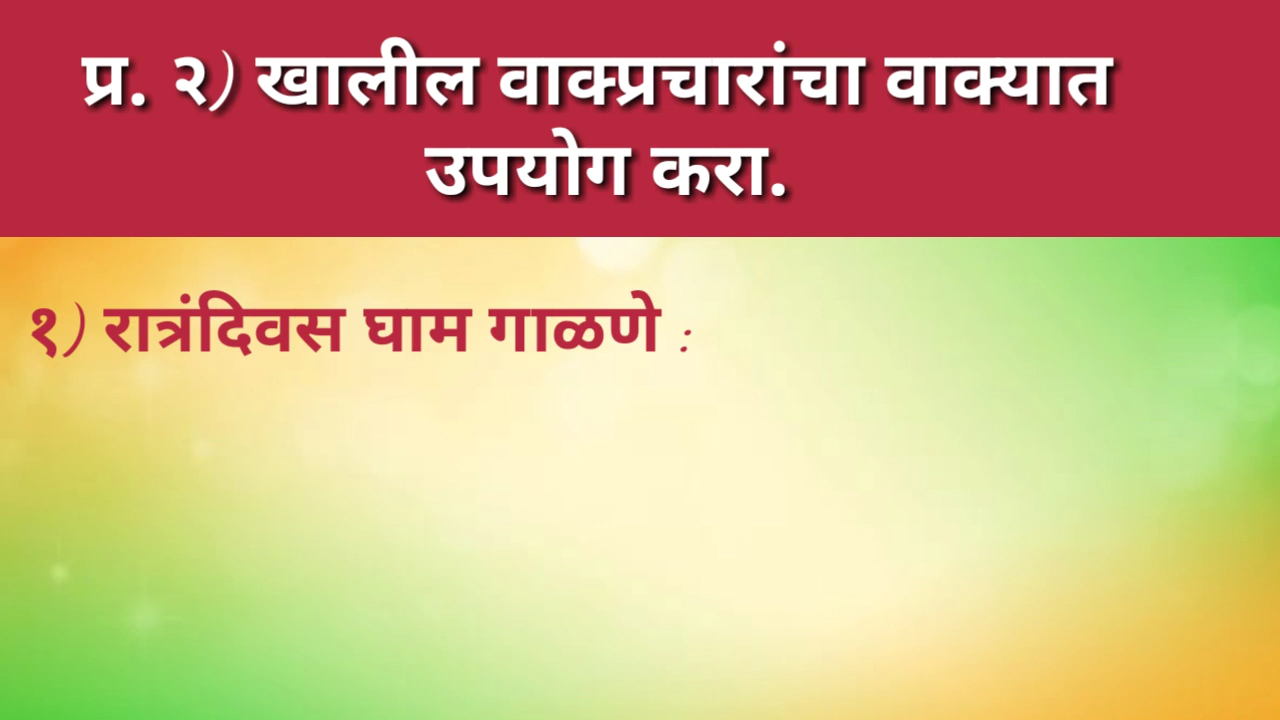 प्र. २) खालील वाक्प्रचारांचा वाक्यात
उपयोग करा.
१) रात्रंदिवस घाम गाळणे :